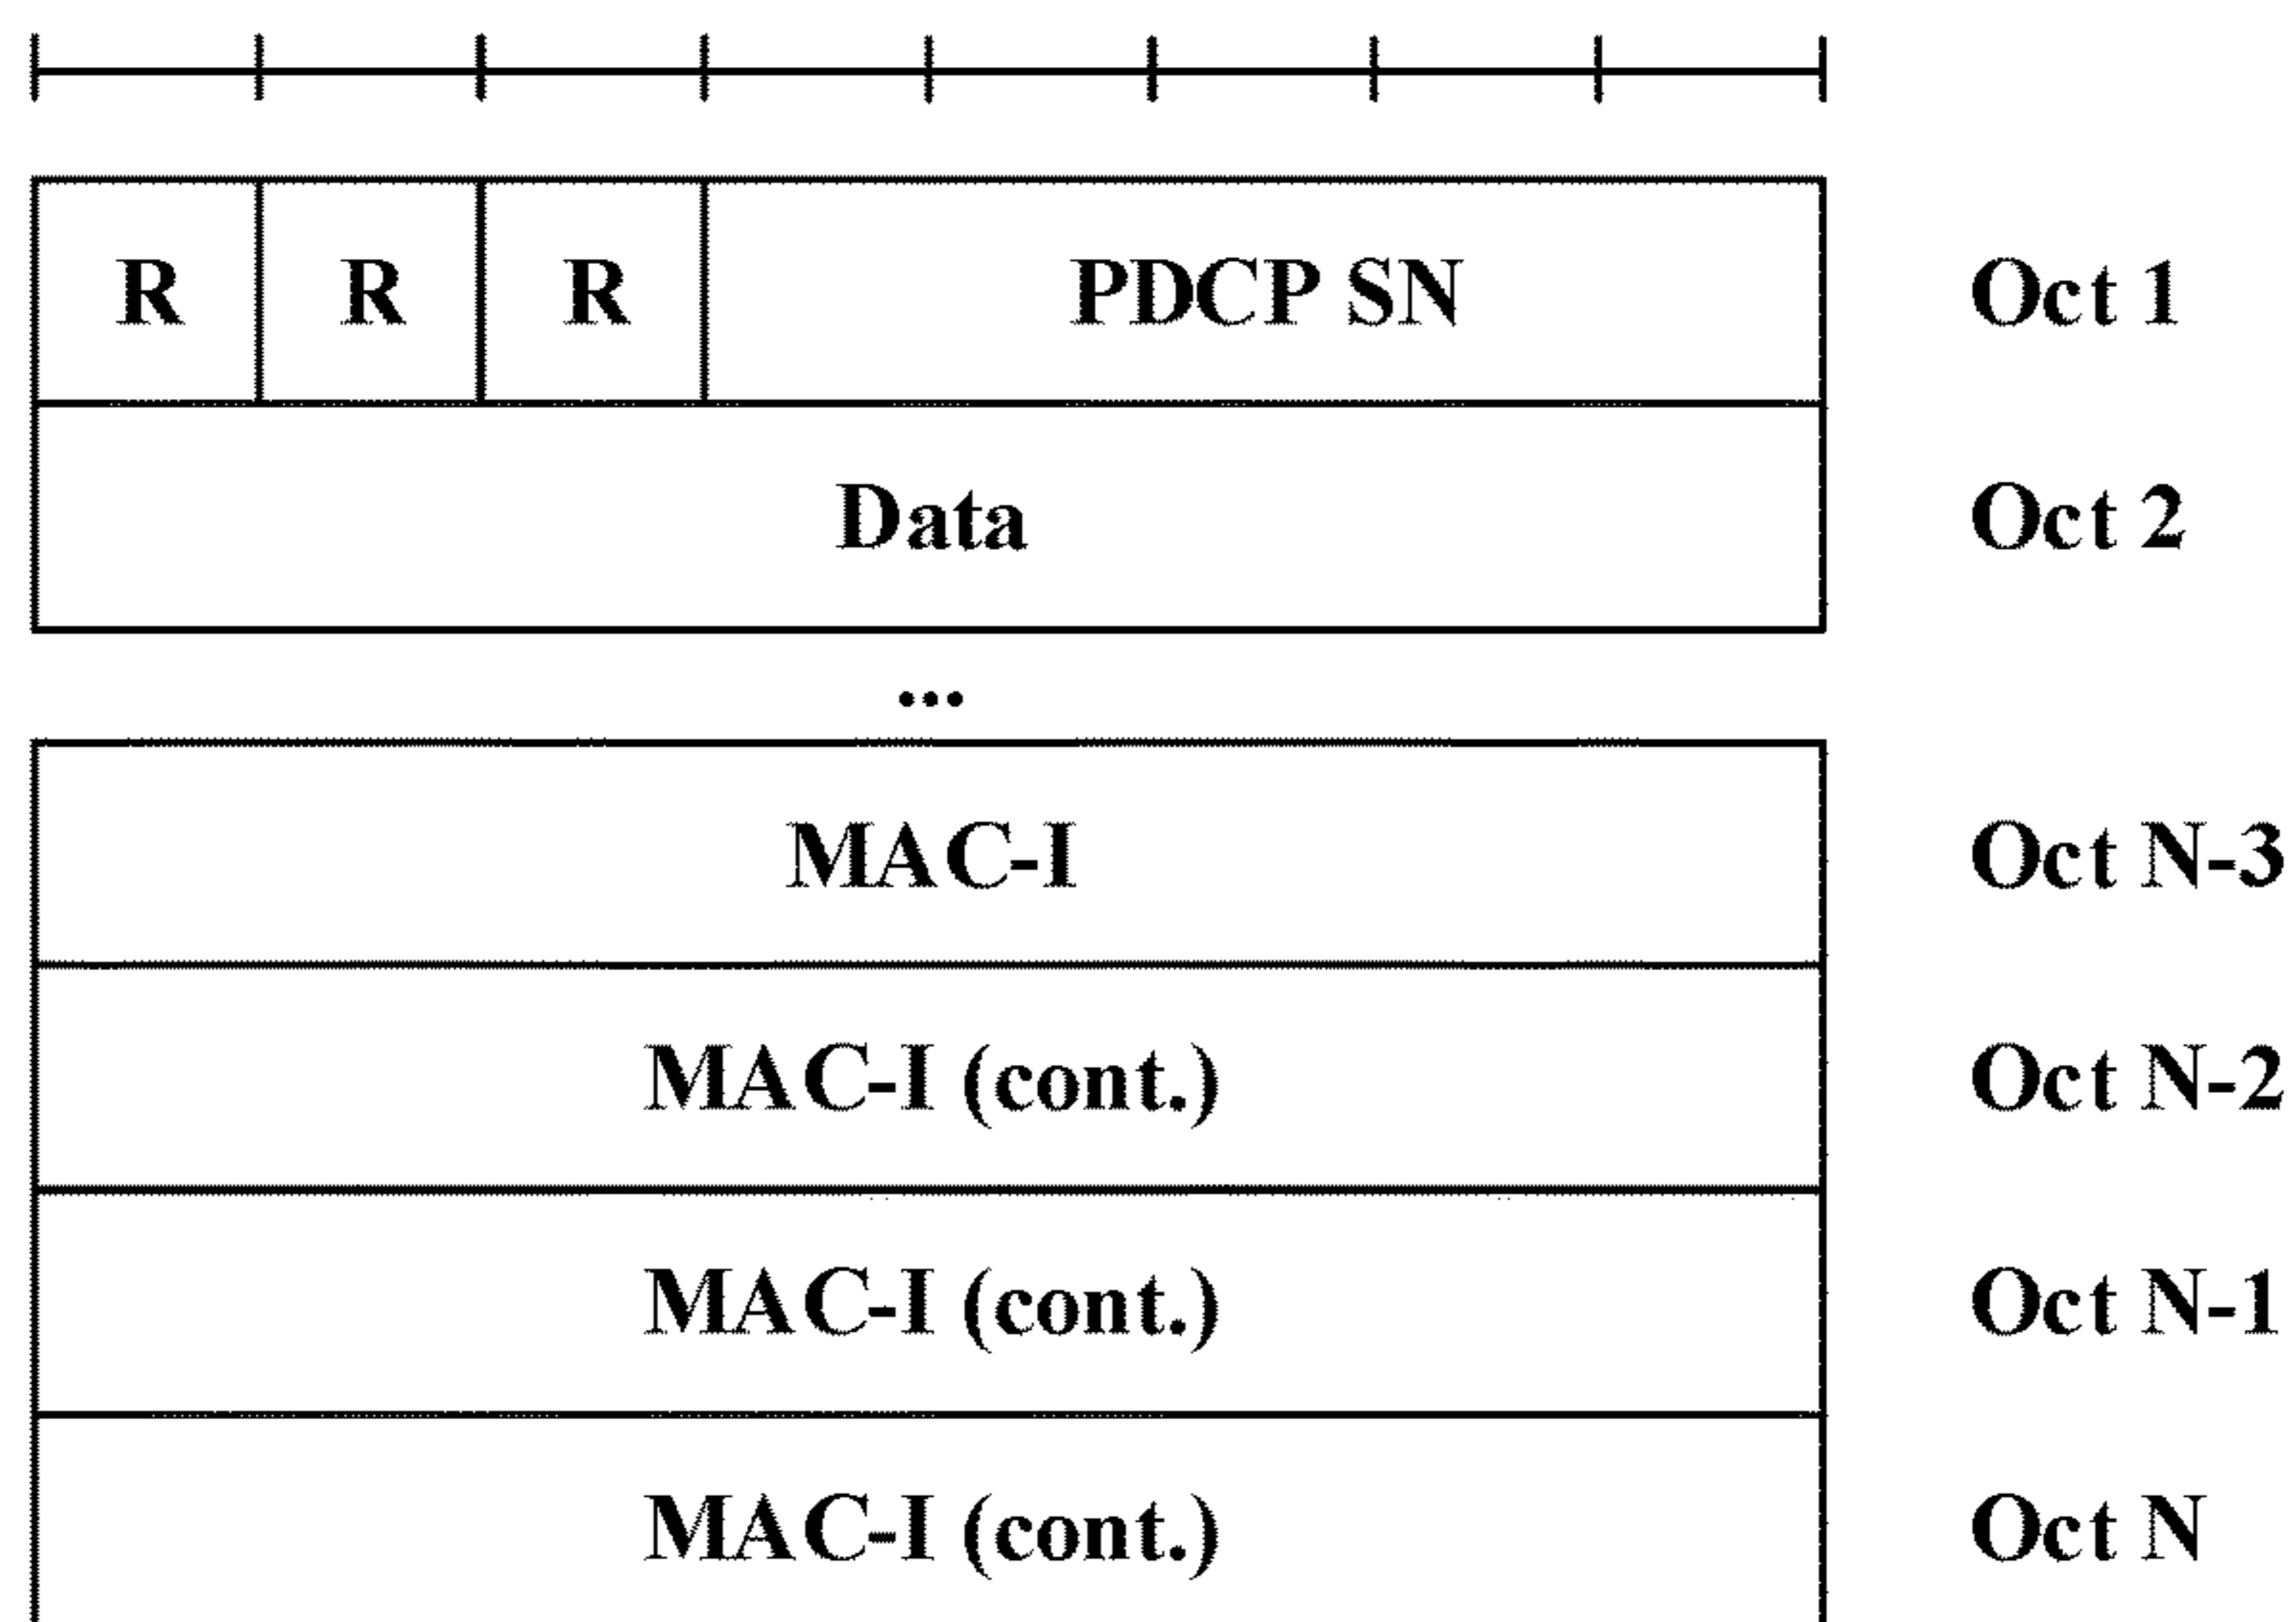 R R R PDCP SN Oct 1
Data Oct 2
...
MAC-I Oct N-3
MAC-I (cont.) Oct N-2
MAC-I (cont.) Oct N-1
MAC-I (cont.) Oct N